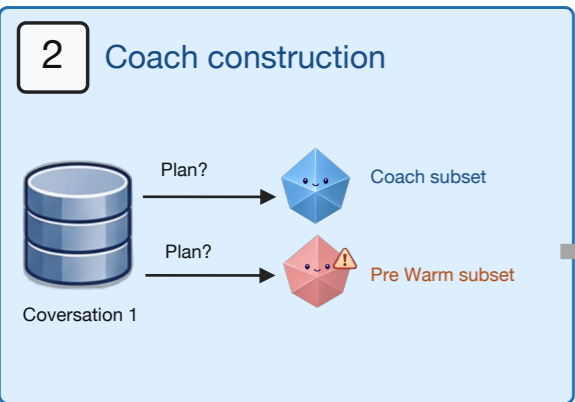 2
Coach construction
Plan?
Coach subset
Plan?
Pre Warm subset
Coversation 1